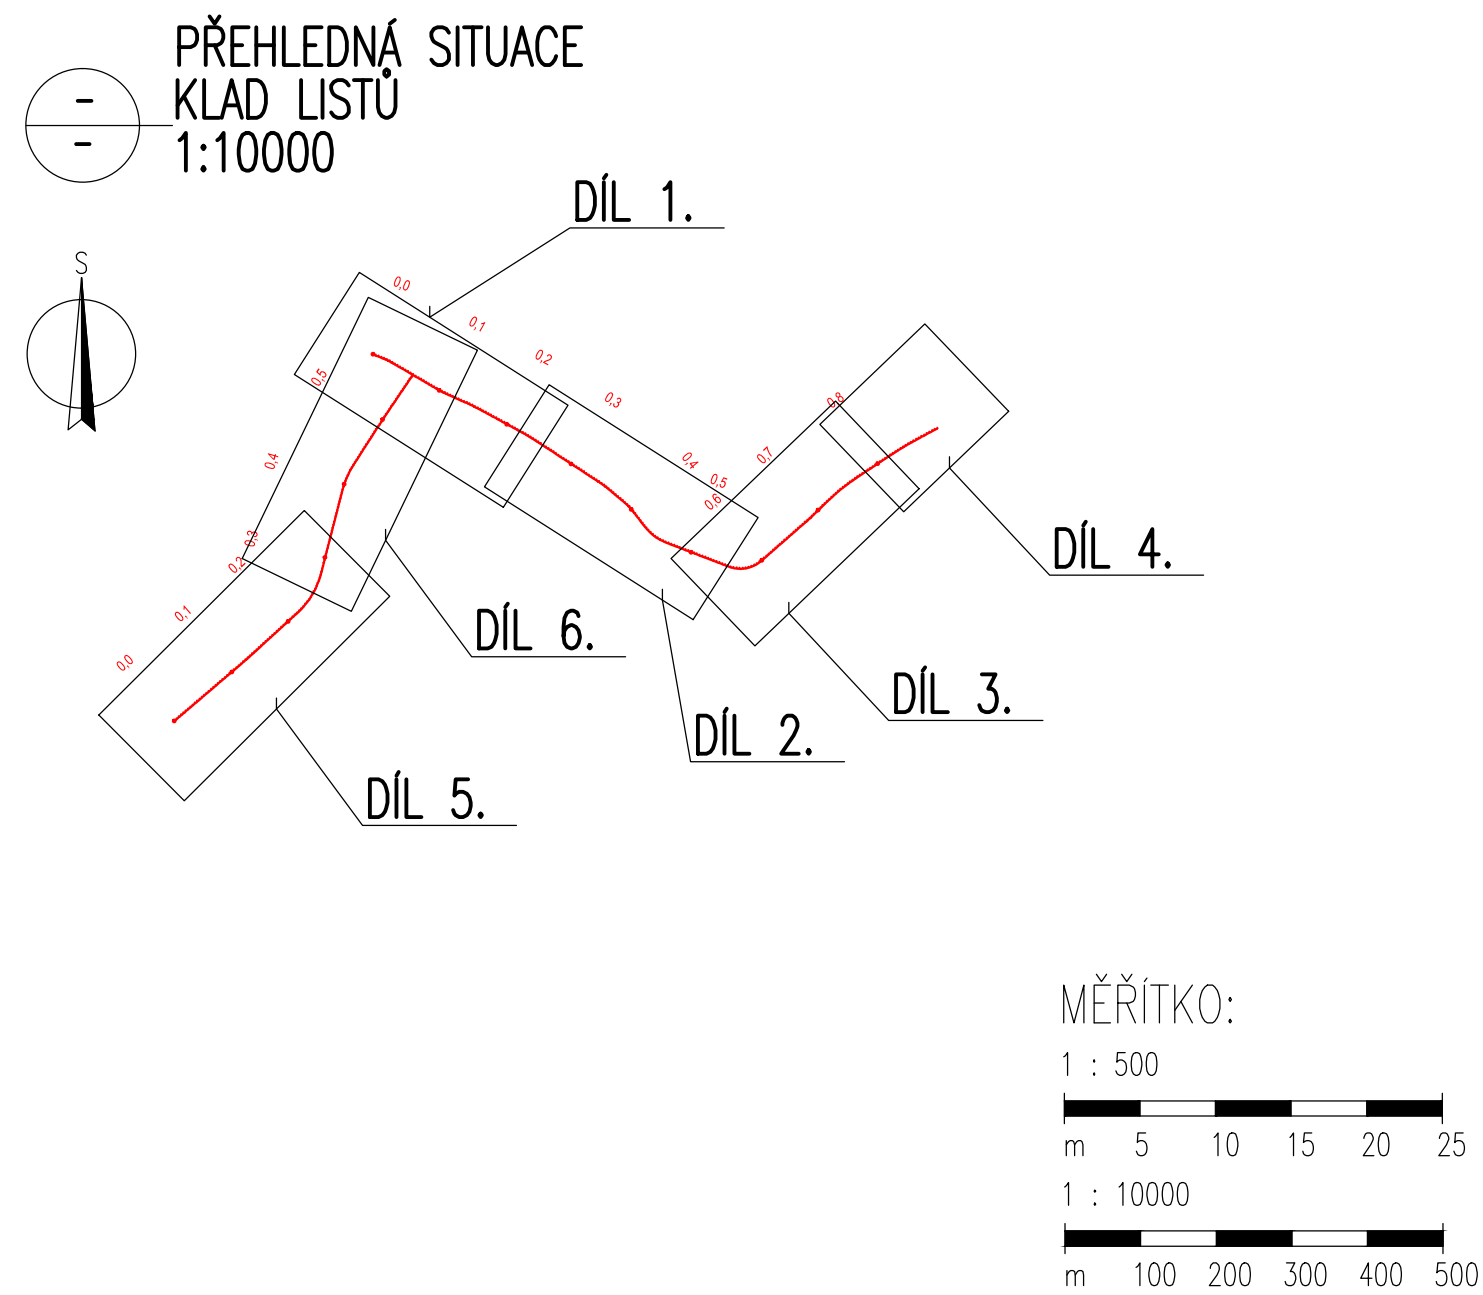 PŘEHLEDNÁ SITUACE
KLAD LISTŮ
1:10000
-
-
S
DÍL 1.
0,0
0,1
0,2
0,3
0,4
0,5
0,6
0,7
0,8
0,5
0,4
0,3
0,2
0,1
0,0
DÍL 4.
DÍL 6.
DÍL 3.
DÍL 2.
DÍL 5.
MĚŘÍTKO:
1 : 500
m 5 10 15 20 25
1 : 10000
m 100 200 300 400 500